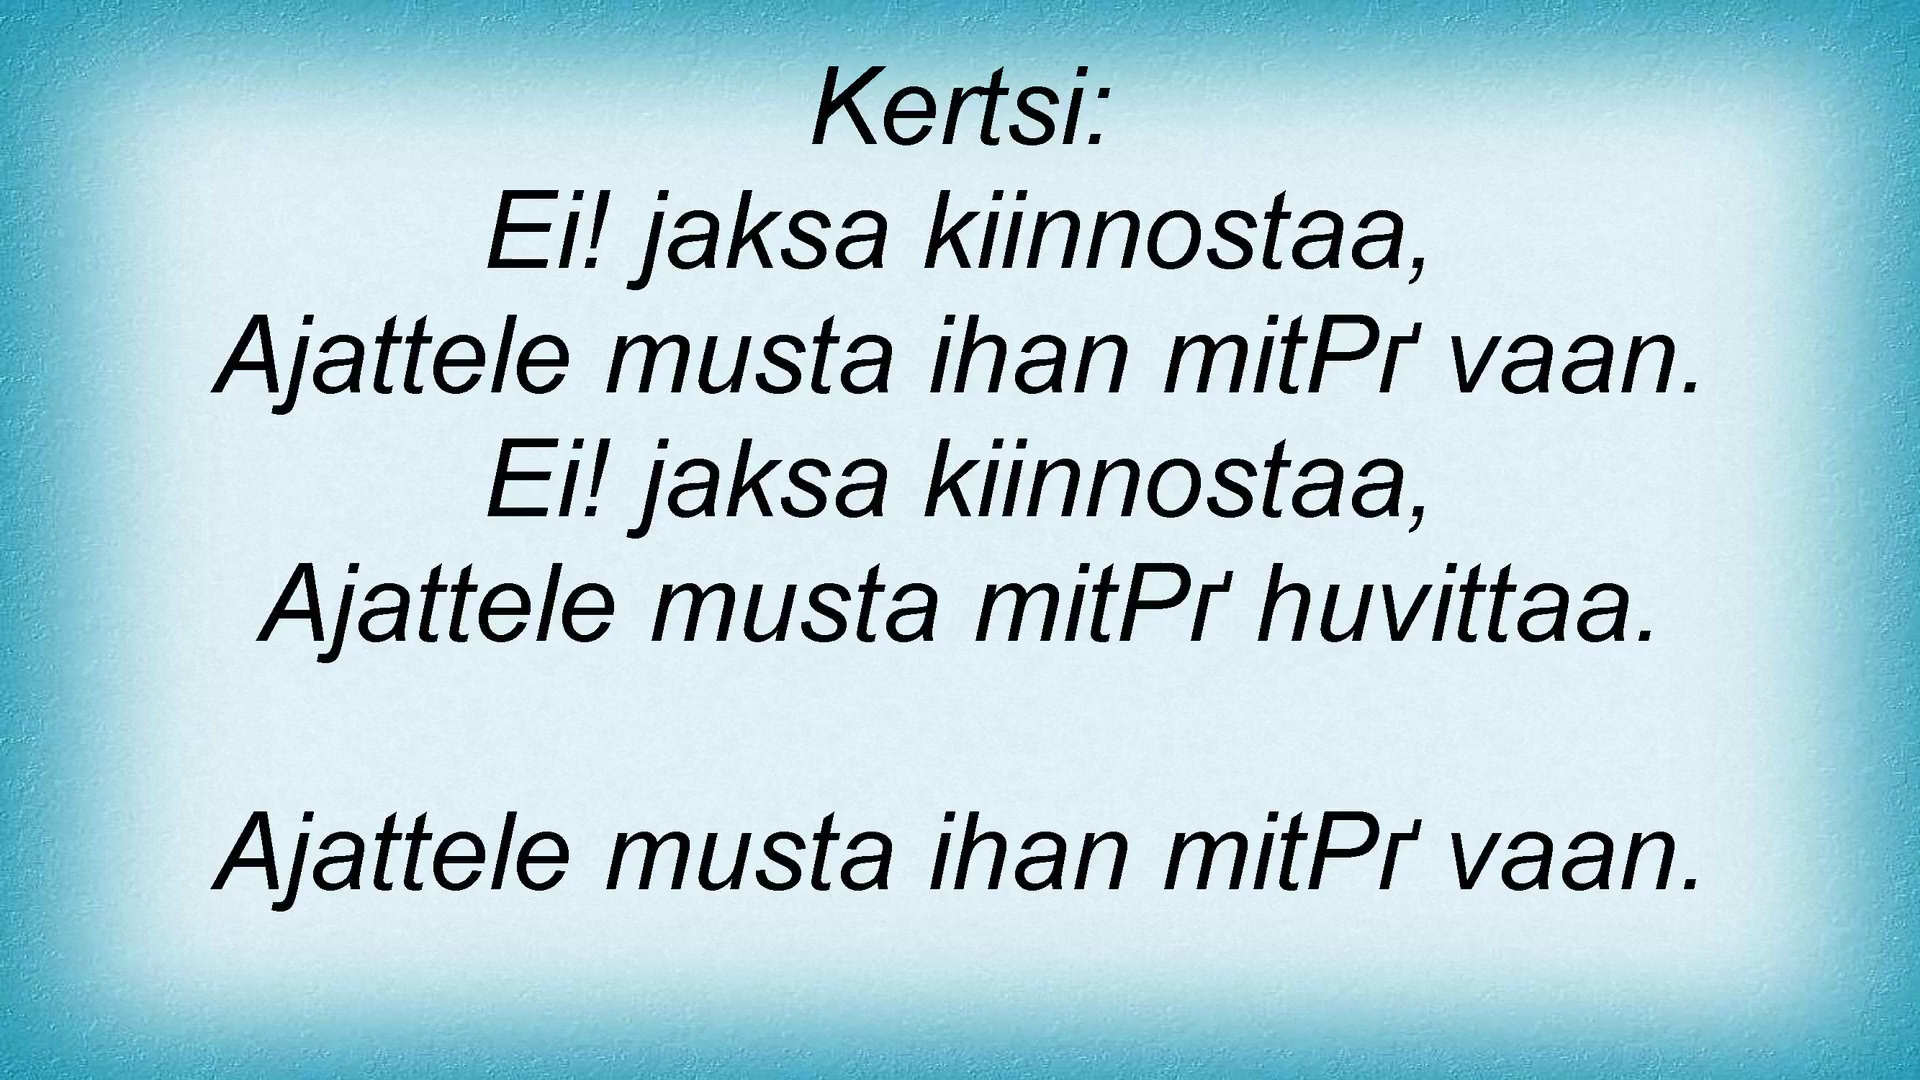 Kertsi:
Ei! jaksa kiinnostaa,
Ajattele musta ihan mitPґ vaan.
Ei! jaksa kiinnostaa,
Ajattele musta mitPґ huvittaa.
Ajattele musta ihan mitPґ vaan.